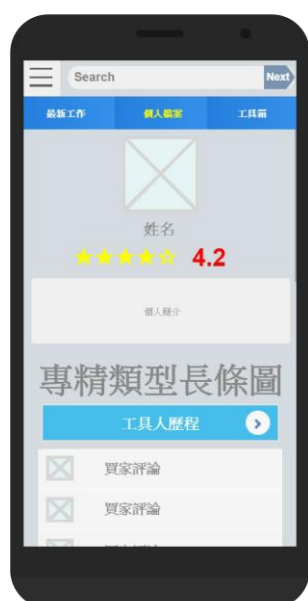 Search Next
最新工作 個人檔案 工具箱
姓名
4.2
個人簡介
專精類型長條圖
工具人歷程
買家評論
買家評論